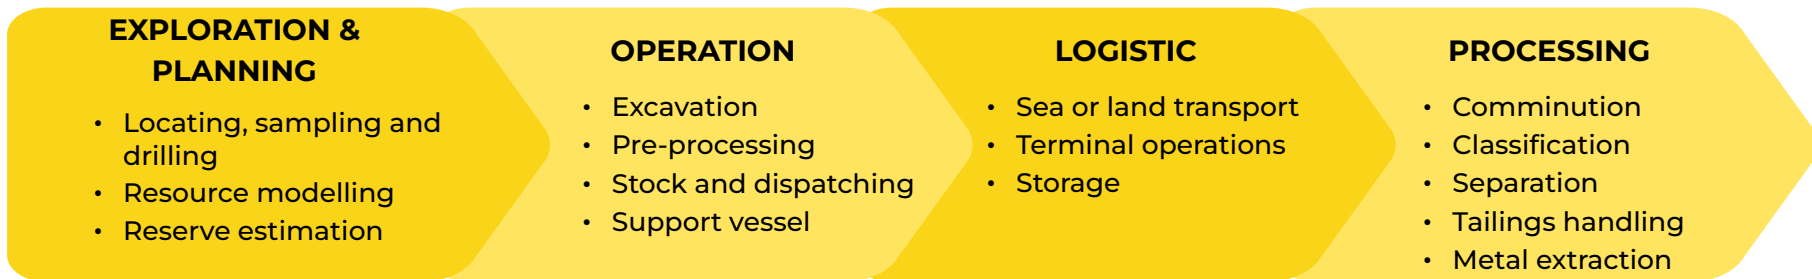 EXPLORATION &
PLANNING
• Locating, sampling and
drilling
• Resource modelling
• Reserve estimation
OPERATION
• Excavation
• Pre-processing
• Stock and dispatching
• Support vessel
LOGISTIC
• Sea or land transport
• Terminal operations
• Storage
PROCESSING
• Comminution
• Classification
• Separation
• Tailings handling
• Metal extraction